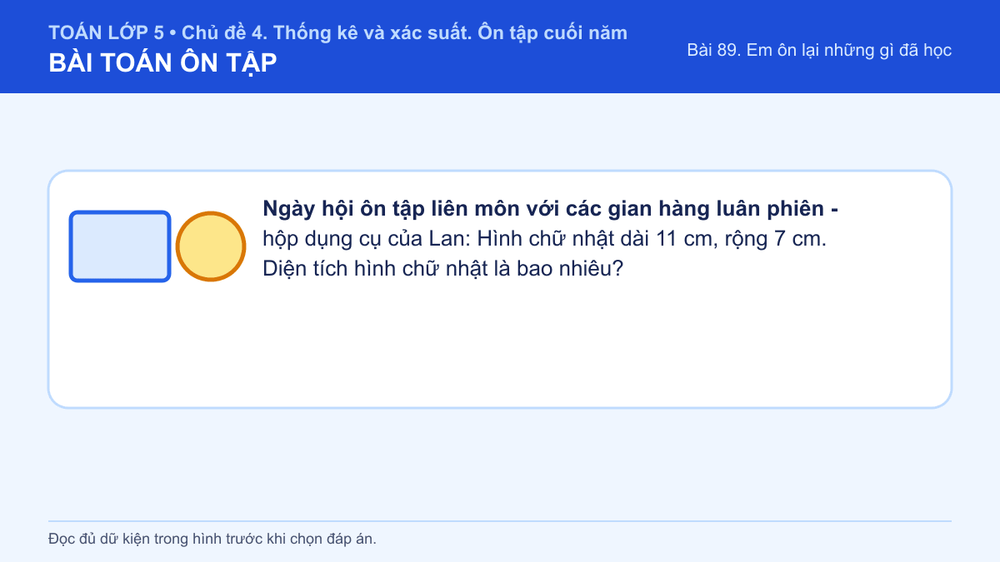 TOÁN LỚP 5 • Chủ đề 4. Thống kê và xác suất. Ôn tập cuối năm
BÀI TOÁN ÔN TẬP
Bài 89. Em ôn lại những gì đã học
Ngày hội ôn tập liên môn với các gian hàng luân phiên -
hộp dụng cụ của Lan: Hình chữ nhật dài 11 cm, rộng 7 cm.
Diện tích hình chữ nhật là bao nhiêu?
Đọc đủ dữ kiện trong hình trước khi chọn đáp án.